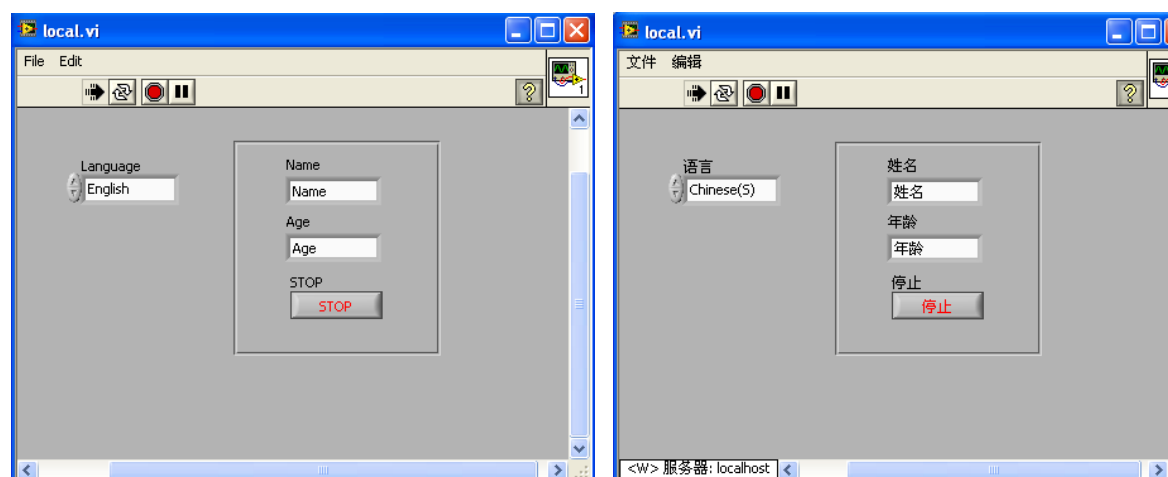 local.vi
File Edit
1
Language
English
Name
Name
Age
Age
STOP
STOP
local.vi
文件 编辑
语言
Chinese(S)
姓名
姓名
年龄
年龄
停止
停止
<W> 服务器: localhost